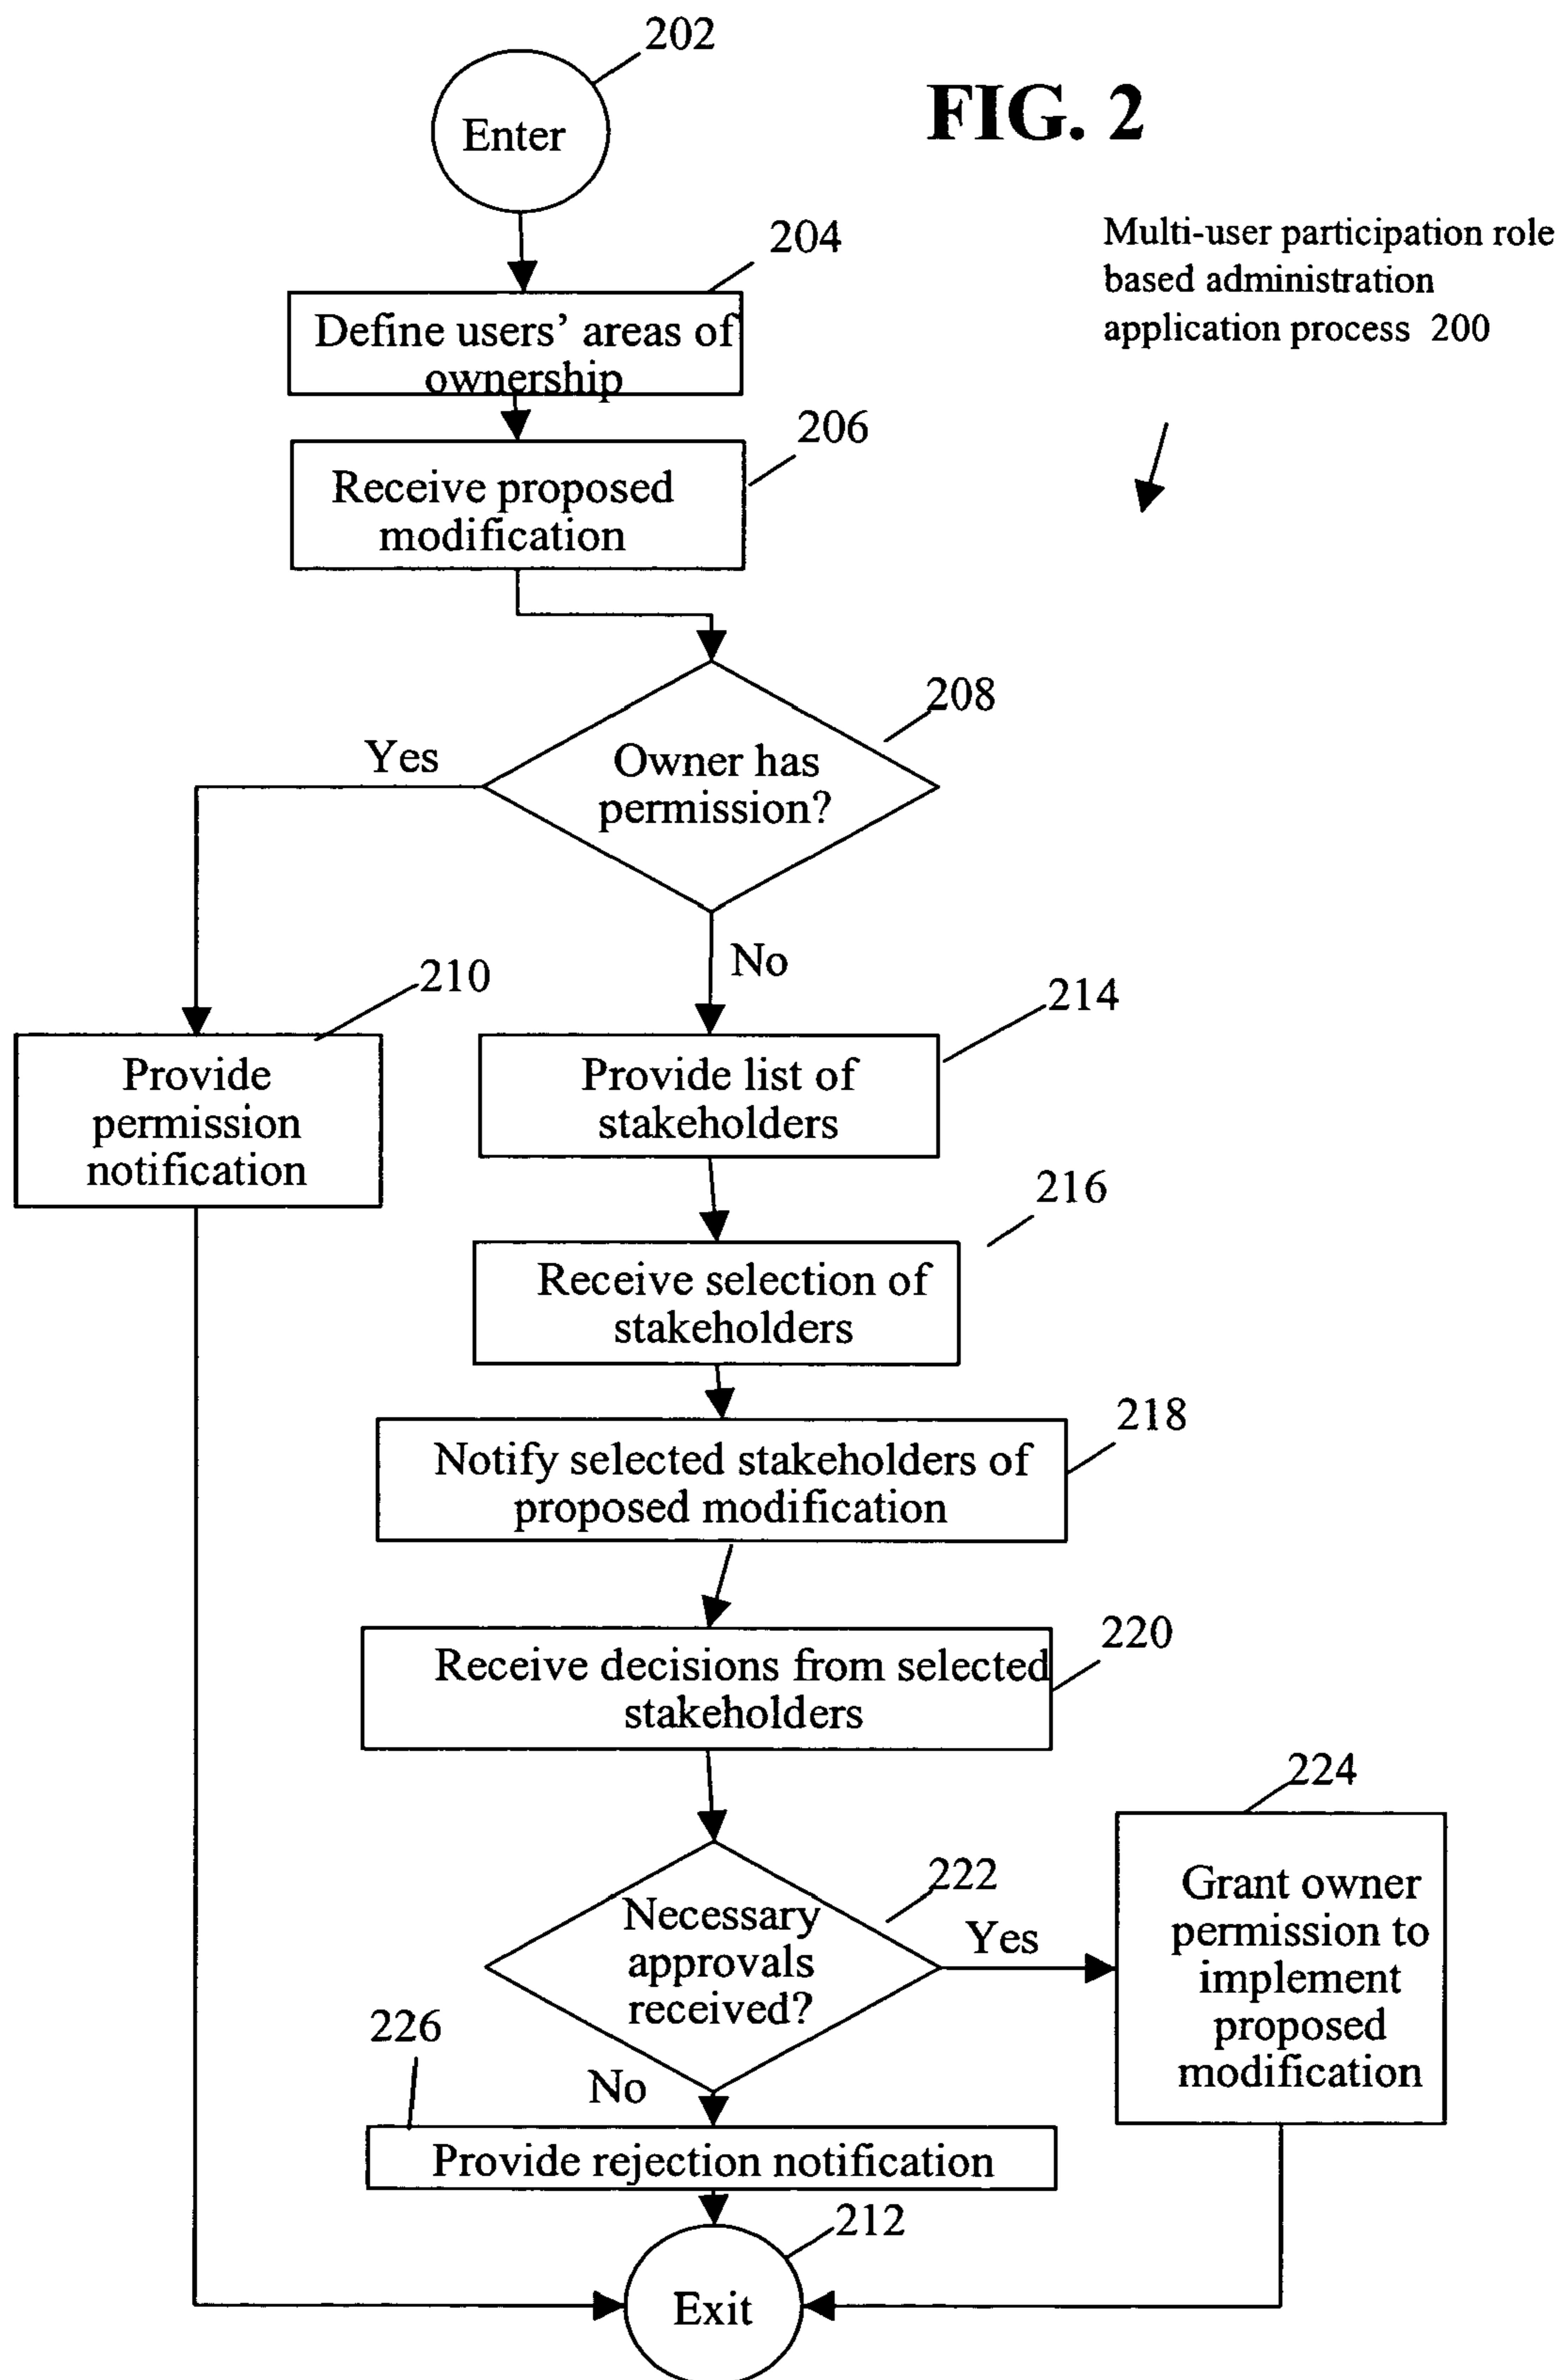 202
Enter
FIG. 2
Multi-user participation role
based administration
application process 200
204
Define users’ areas of
ownership
206
Receive proposed
modification
208
Owner has
permission?
Yes
No
210
Provide
permission
notification
214
Provide list of
stakeholders
216
Receive selection of
stakeholders
218
Notify selected stakeholders of
proposed modification
220
Receive decisions from selected
stakeholders
222
Necessary
approvals
received?
Yes
224
Grant owner
permission to
implement
proposed
modification
No
226
Provide rejection notification
212
Exit